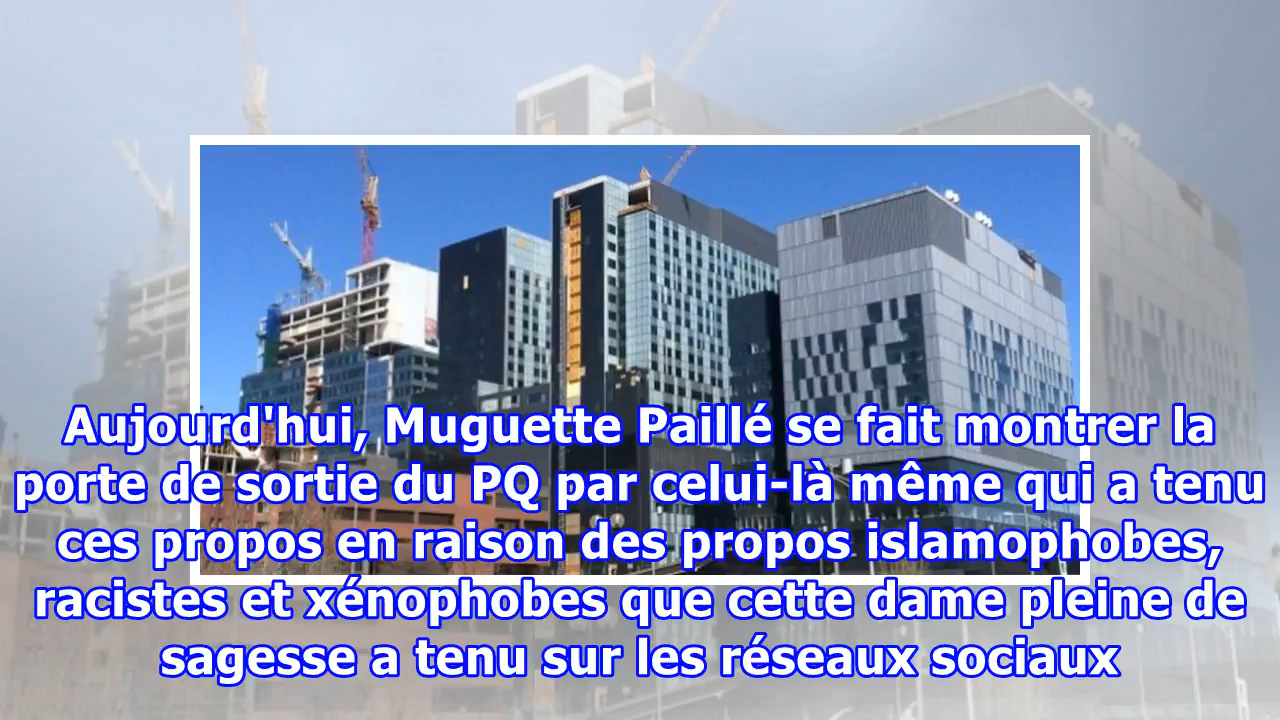 Aujourd'hui, Muguette Paillé se fait montrer la
porte de sortie du PQ par celui-là même qui a tenu
ces propos en raison des propos islamophobes,
racistes et xénophobes que cette dame pleine de
sagesse a tenu sur les réseaux sociaux